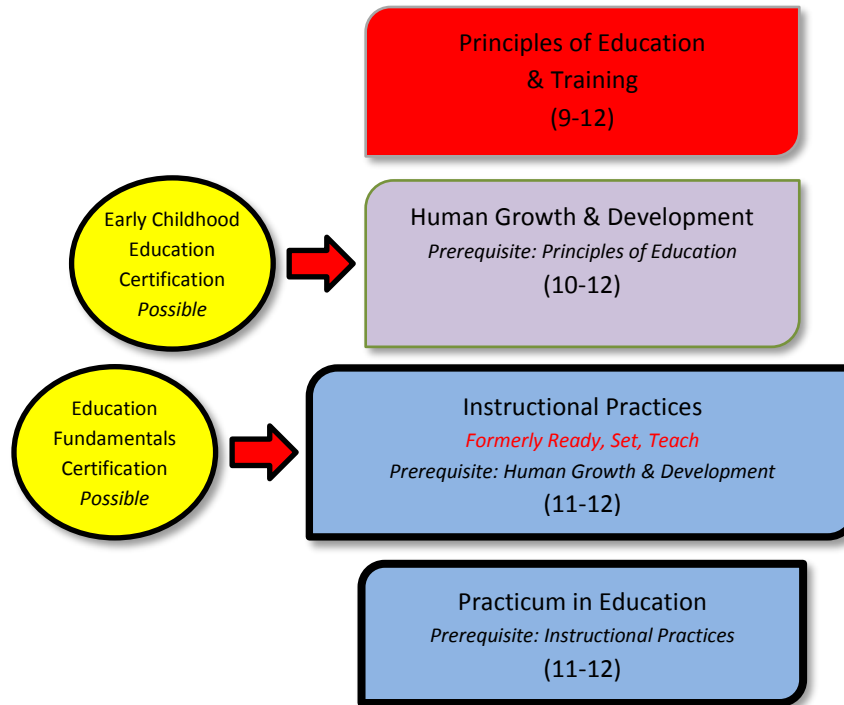 Principles of Education
& Training
(9-12)
Early Childhood
Education
Certification
Possible
Human Growth & Development
Prerequisite: Principles of Education
(10-12)
Education
Fundamentals
Certification
Possible
Instructional Practices
Formerly Ready, Set, Teach
Prerequisite: Human Growth & Development
(11-12)
Practicum in Education
Prerequisite: Instructional Practices
(11-12)